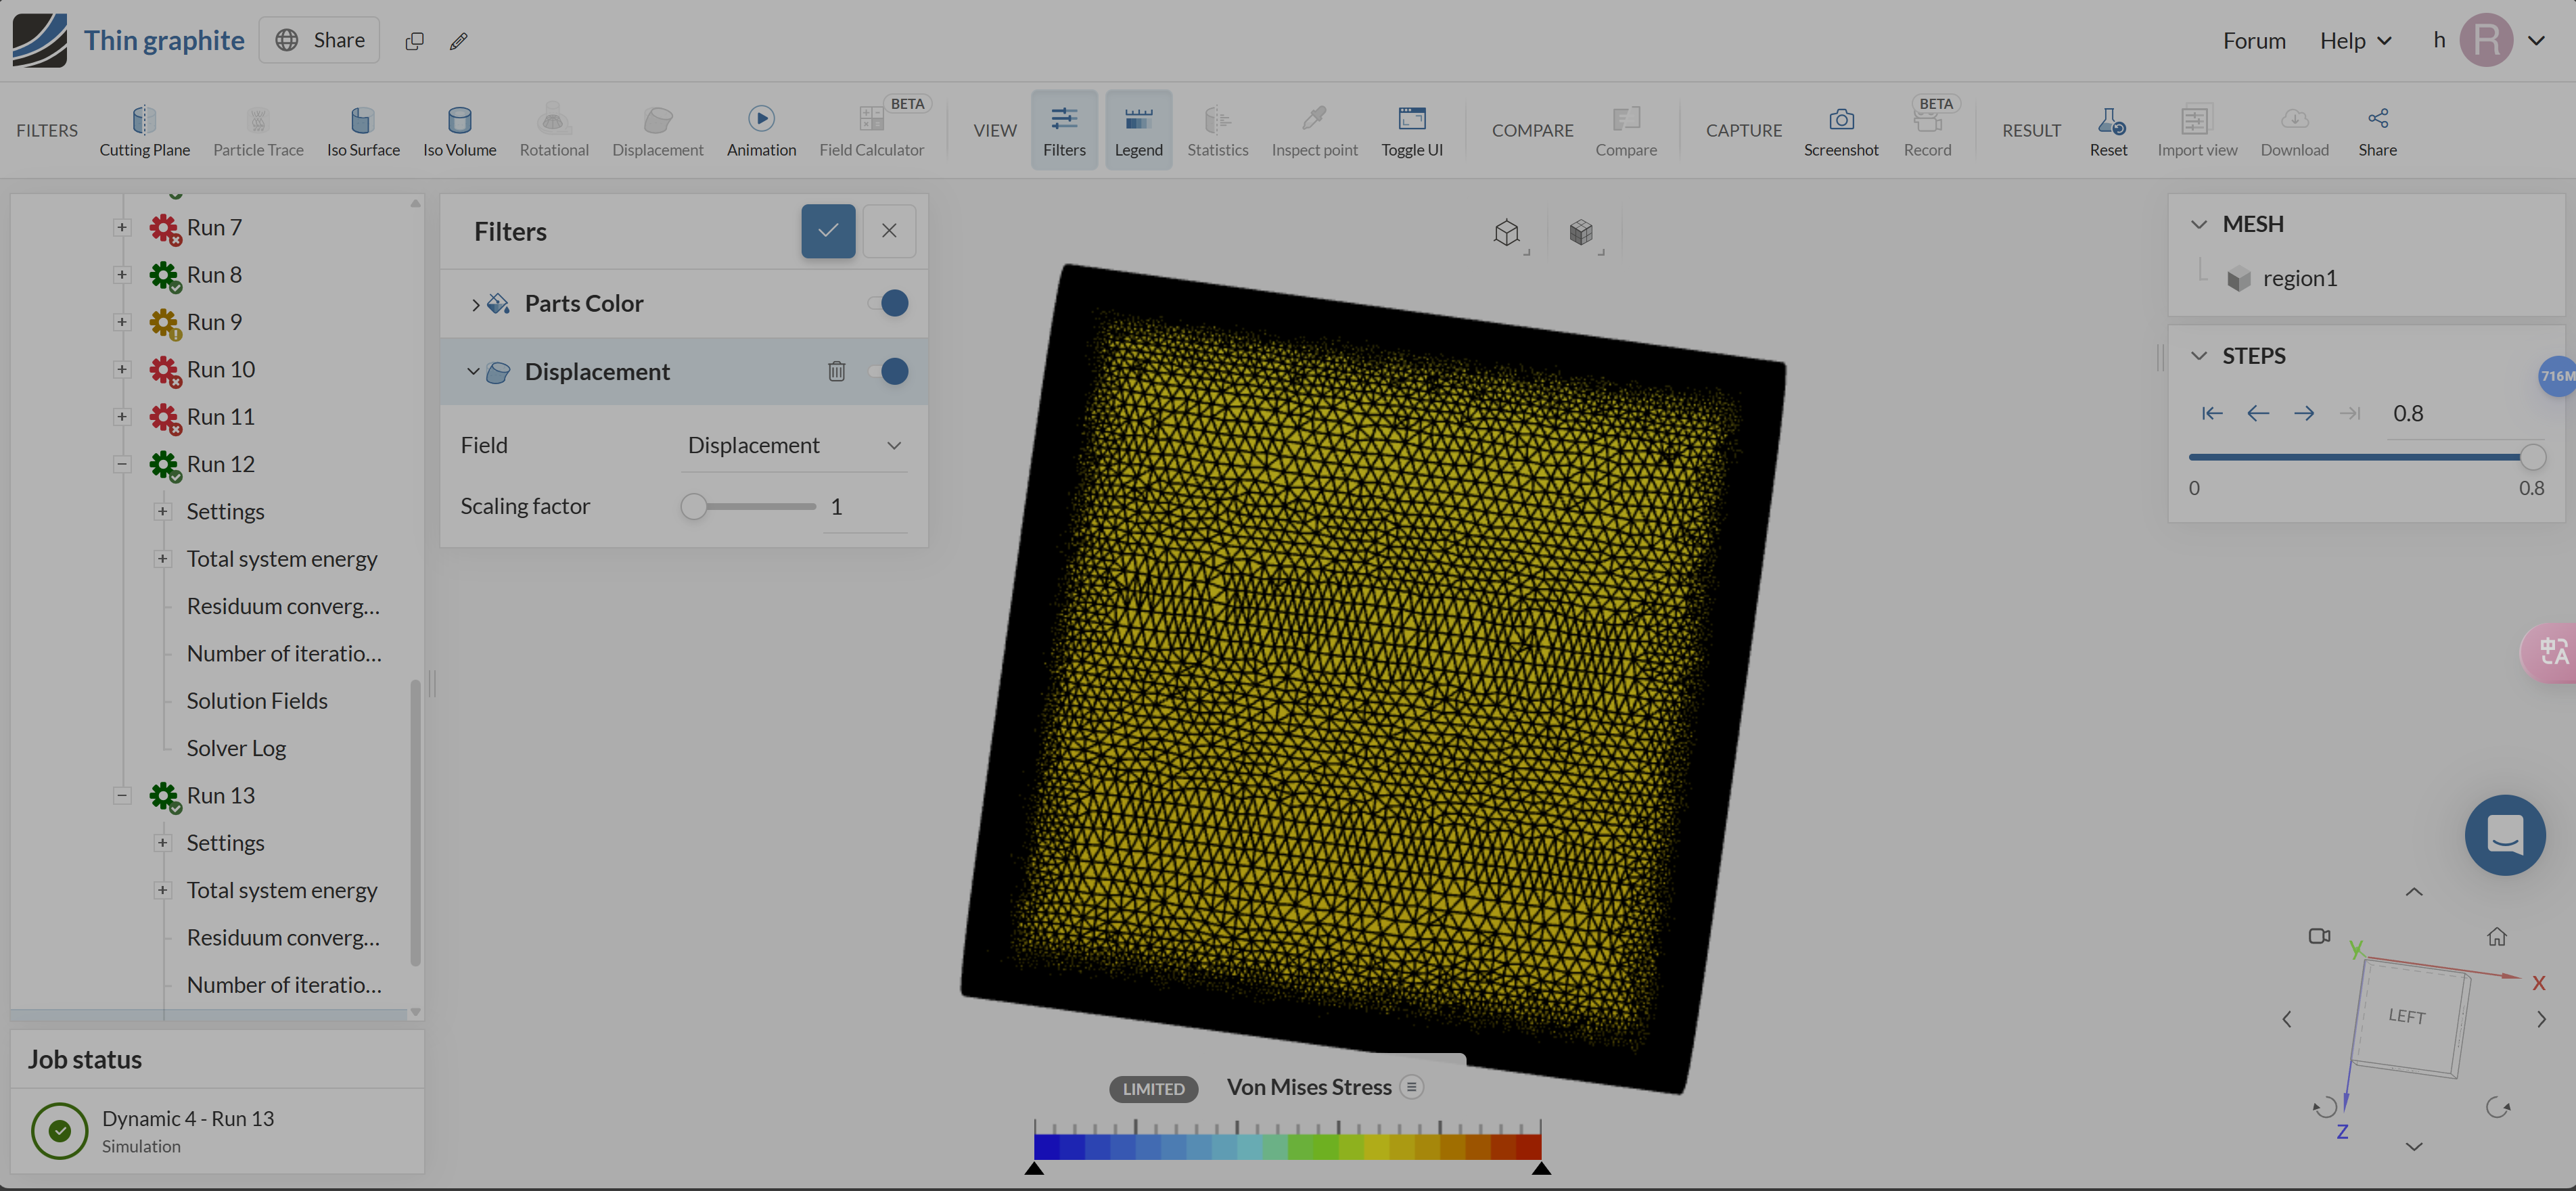 Thin graphite
Share
Forum
Help
h
R
FILTERS
Cutting Plane
Particle Trace
Iso Surface
Iso Volume
Rotational
Displacement
Animation
BETA
Field Calculator
VIEW
Filters
Legend
Statistics
Inspect point
Toggle UI
COMPARE
Compare
CAPTURE
Screenshot
BETA
Record
RESULT
Reset
Import view
Download
Share
Run 7
Run 8
Run 9
Run 10
Run 11
Run 12
Settings
Total system energy
Residuum converg...
Number of iteratio...
Solution Fields
Solver Log
Run 13
Settings
Total system energy
Residuum converg...
Number of iteratio...
Job status
Dynamic 4 - Run 13
Simulation
Filters
Parts Color
Displacement
Field
Displacement
Scaling factor
1
LIMITED
Von Mises Stress
MESH
region1
STEPS
0.8
0
0.8
716M
中A
y
X
LEFT
Z